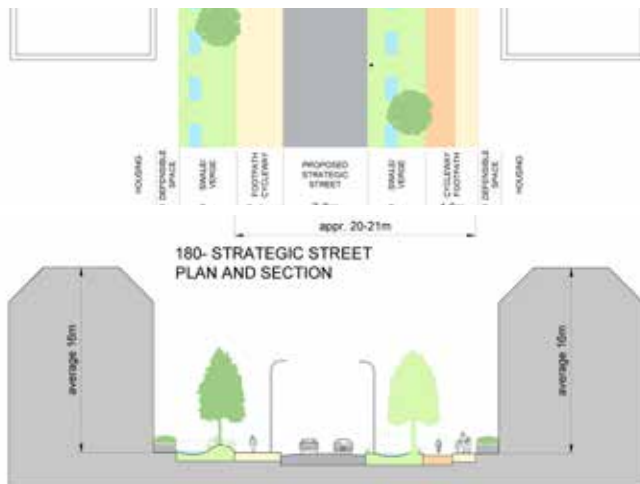 HOUSING
DEFENSIBLE
SPACE
SWALE/
VERGE
FOOTPATH
CYCLEWAY
PROPOSED
STRATEGIC
STREET
SWALE/
VERGE
CYCLEWAY
FOOTPATH
DEFENSIBLE
SPACE
HOUSING
appr. 20-21m
180- STRATEGIC STREET
PLAN AND SECTION
average 16m
average 16m